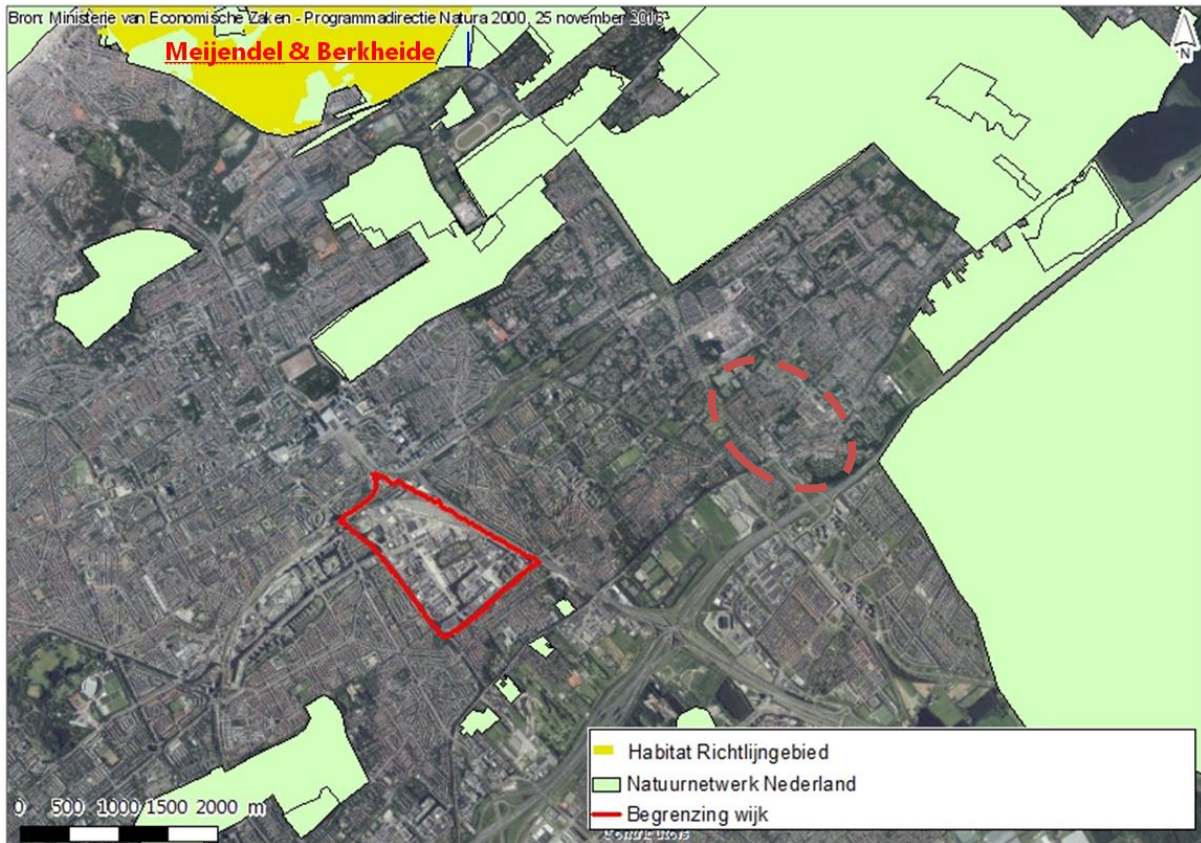 Bron: Ministerie van Economische Zaken - Programmadirectie Natura 2000, 25 november 2016
Meijendel & Berkheide
N
Habitat Richtlijngebied
Natuurnetwerk Nederland
Begrenzing wijk
0 500 1000 1500 2000 m